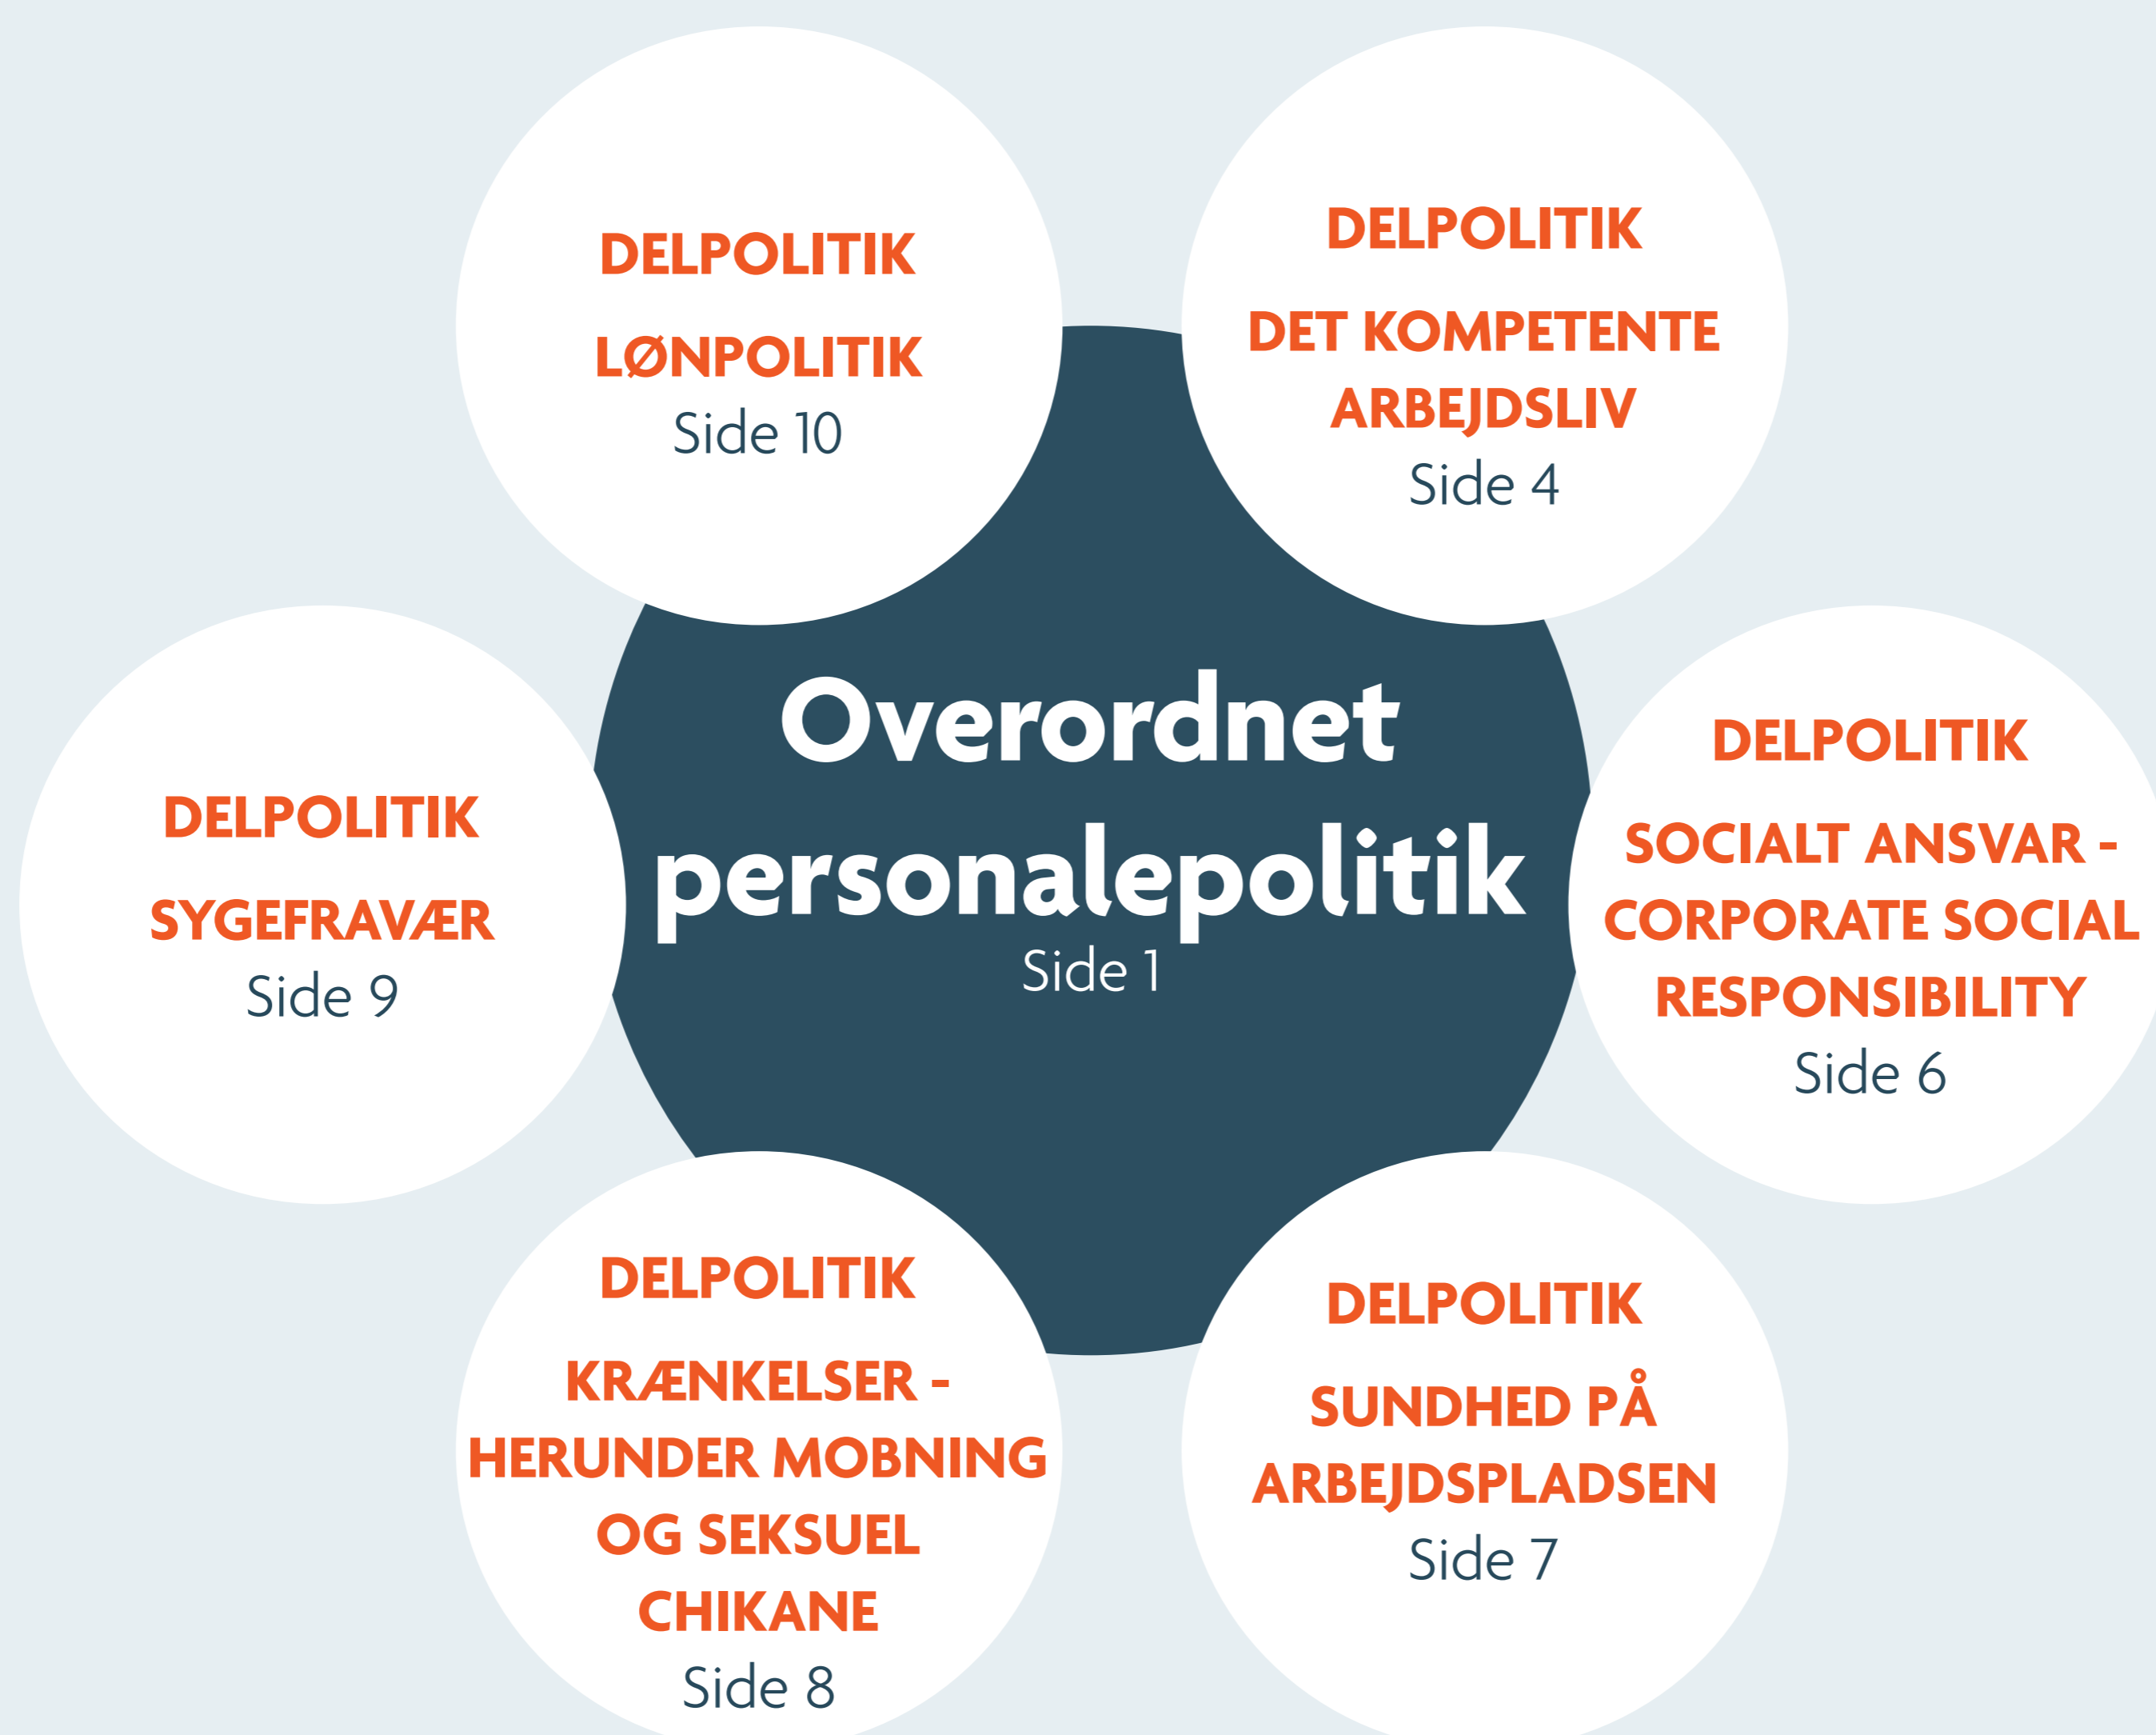 DELPOLITIK
LØNPOLITIK
Side 10
DELPOLITIK
DET KOMPETENTE
ARBEJDSLIV
Side 4
Overordnet
personalepolitik
Side 1
DELPOLITIK
SOCIALT ANSVAR -
CORPORATE SOCIAL
RESPONSIBILITY
Side 6
DELPOLITIK
SYGEFRAVÆR
Side 9
DELPOLITIK
KRÆNKELSER -
HERUNDER MOBNING
OG SEKSUEL
CHIKANE
Side 8
DELPOLITIK
SUNDHED PÅ
ARBEJDSPLADSEN
Side 7